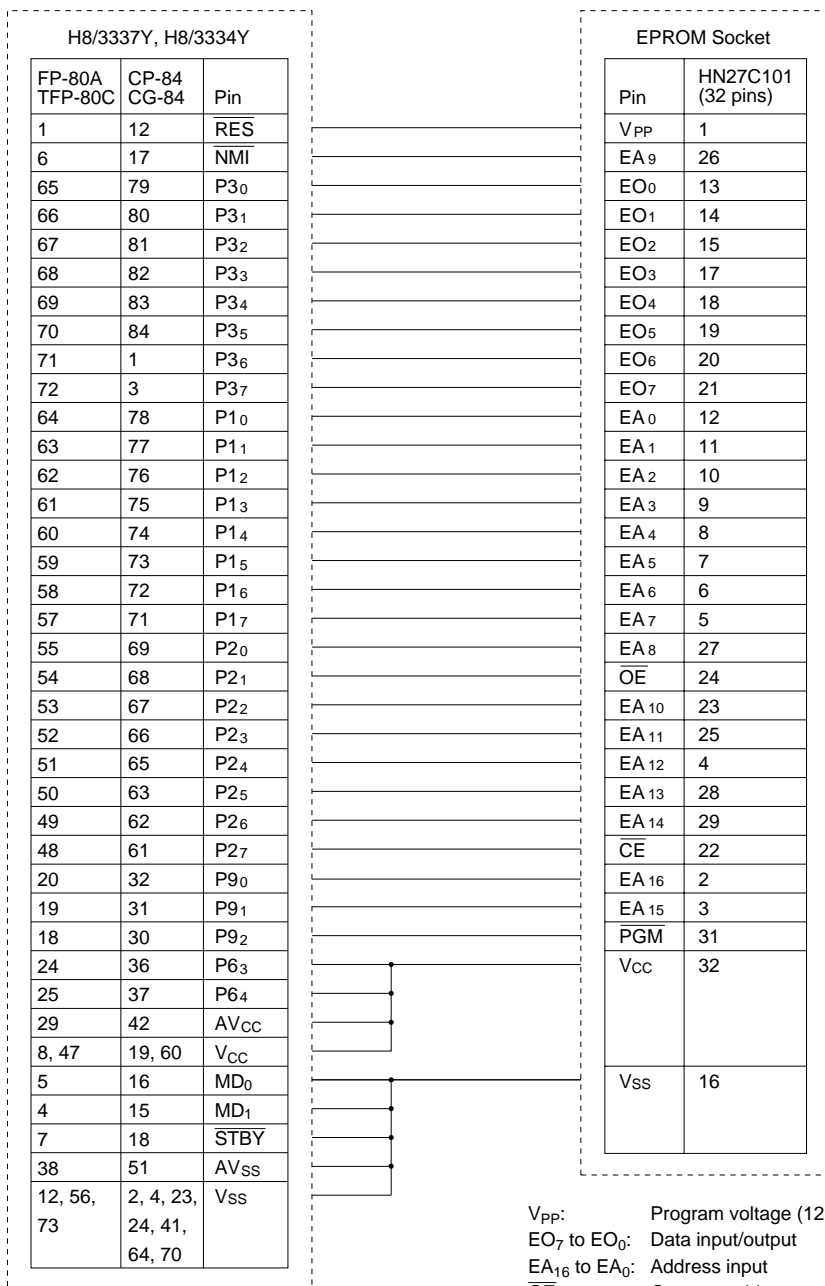 H8/3337Y, H8/3334Y EPROM Socket
FP-80A TFP-80C CP-84 CG-84 Pin Pin HN27C101 (32 pins)
1 12 R̅E̅S̅ VPP 1
6 17 N̅M̅I̅ EA9 26
65 79 P30 EO0 13
66 80 P31 EO1 14
67 81 P32 EO2 15
68 82 P33 EO3 17
69 83 P34 EO4 18
70 84 P35 EO5 19
71 1 P36 EO6 20
72 3 P37 EO7 21
64 78 P10 EA0 12
63 77 P11 EA1 11
62 76 P12 EA2 10
61 75 P13 EA3 9
60 74 P14 EA4 8
59 73 P15 EA5 7
58 72 P16 EA6 6
57 71 P17 EA7 5
55 69 P20 EA8 27
54 68 P21 O̅E̅ 24
53 67 P22 EA10 23
52 66 P23 EA11 25
51 65 P24 EA12 4
50 63 P25 EA13 28
49 62 P26 EA14 29
48 61 P27 C̅E̅ 22
20 32 P90 EA16 2
19 31 P91 EA15 3
18 30 P92 P̅G̅M̅ 31
24 36 P63 VCC 32
25 37 P64
29 42 AVCC
8, 47 19, 60 VCC
5 16 MD0 VSS 16
4 15 MD1
7 18 S̅T̅B̅Y̅
38 51 AVSS
12, 56, 73 2, 4, 23, 24, 41, 64, 70 VSS
VPP: Program voltage (12
EO7 to EO0: Data input/output
EA16 to EA0: Address input